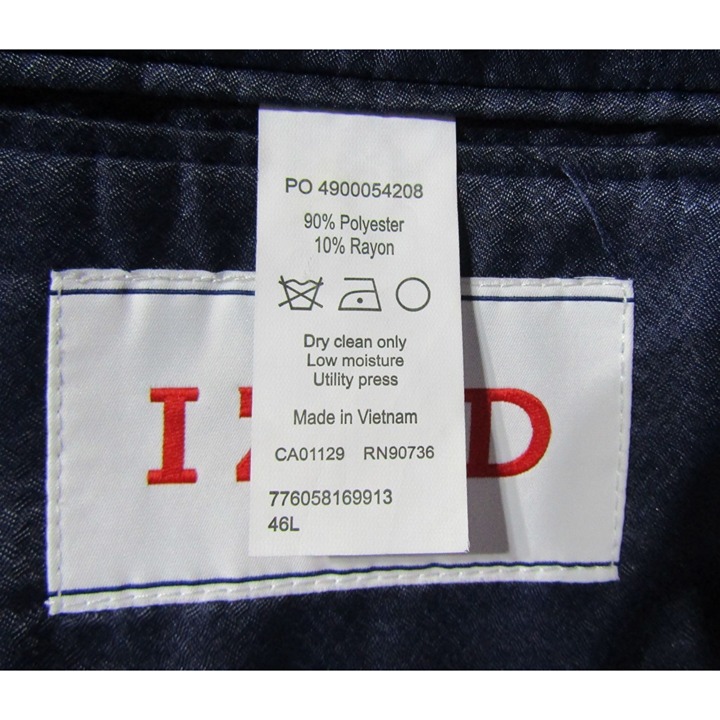 PO 4900054208
90% Polyester
10% Rayon
Dry clean only
Low moisture
Utility press
Made in Vietnam
CA01129 RN90736
776058169913
46L
I Z D